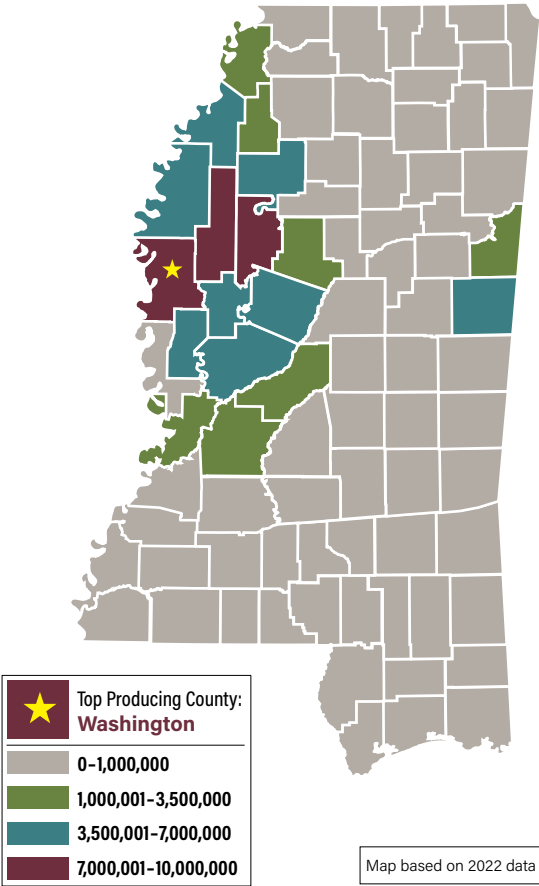 Top Producing County:
Washington
0–1,000,000
1,000,001–3,500,000
3,500,001–7,000,000
7,000,001–10,000,000
Map based on 2022 data